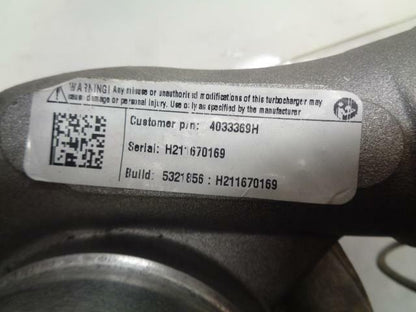 WARNING! Any misuse or unauthorised modifications of this turbocharger may
cause damage or personal injury. Use only as specified by the manufacturer
Customer p/n: 4033369H
Serial: H211670169
Build: 5321856 : H211670169